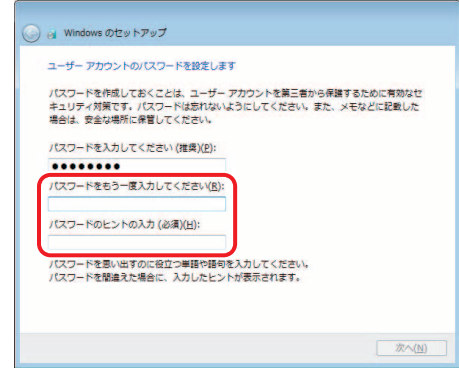 Windows のセットアップ
ユーザー アカウントのパスワードを設定します
パスワードを作成しておくことは、ユーザー アカウントを第三者から保護するために有効なセ
キュリティ対策です。パスワードは忘れないようにしてください。また、メモなどに記載した
場合は、安全な場所に保管してください。
パスワードを入力してください (推奨)(P):
●●●●●●●●
パスワードをもう一度入力してください(R):
パスワードのヒントの入力 (必須)(H):
パスワードを思い出すのに役立つ単語や語句を入力してください。
パスワードを間違えた場合に、入力したヒントが表示されます。
次へ(N)